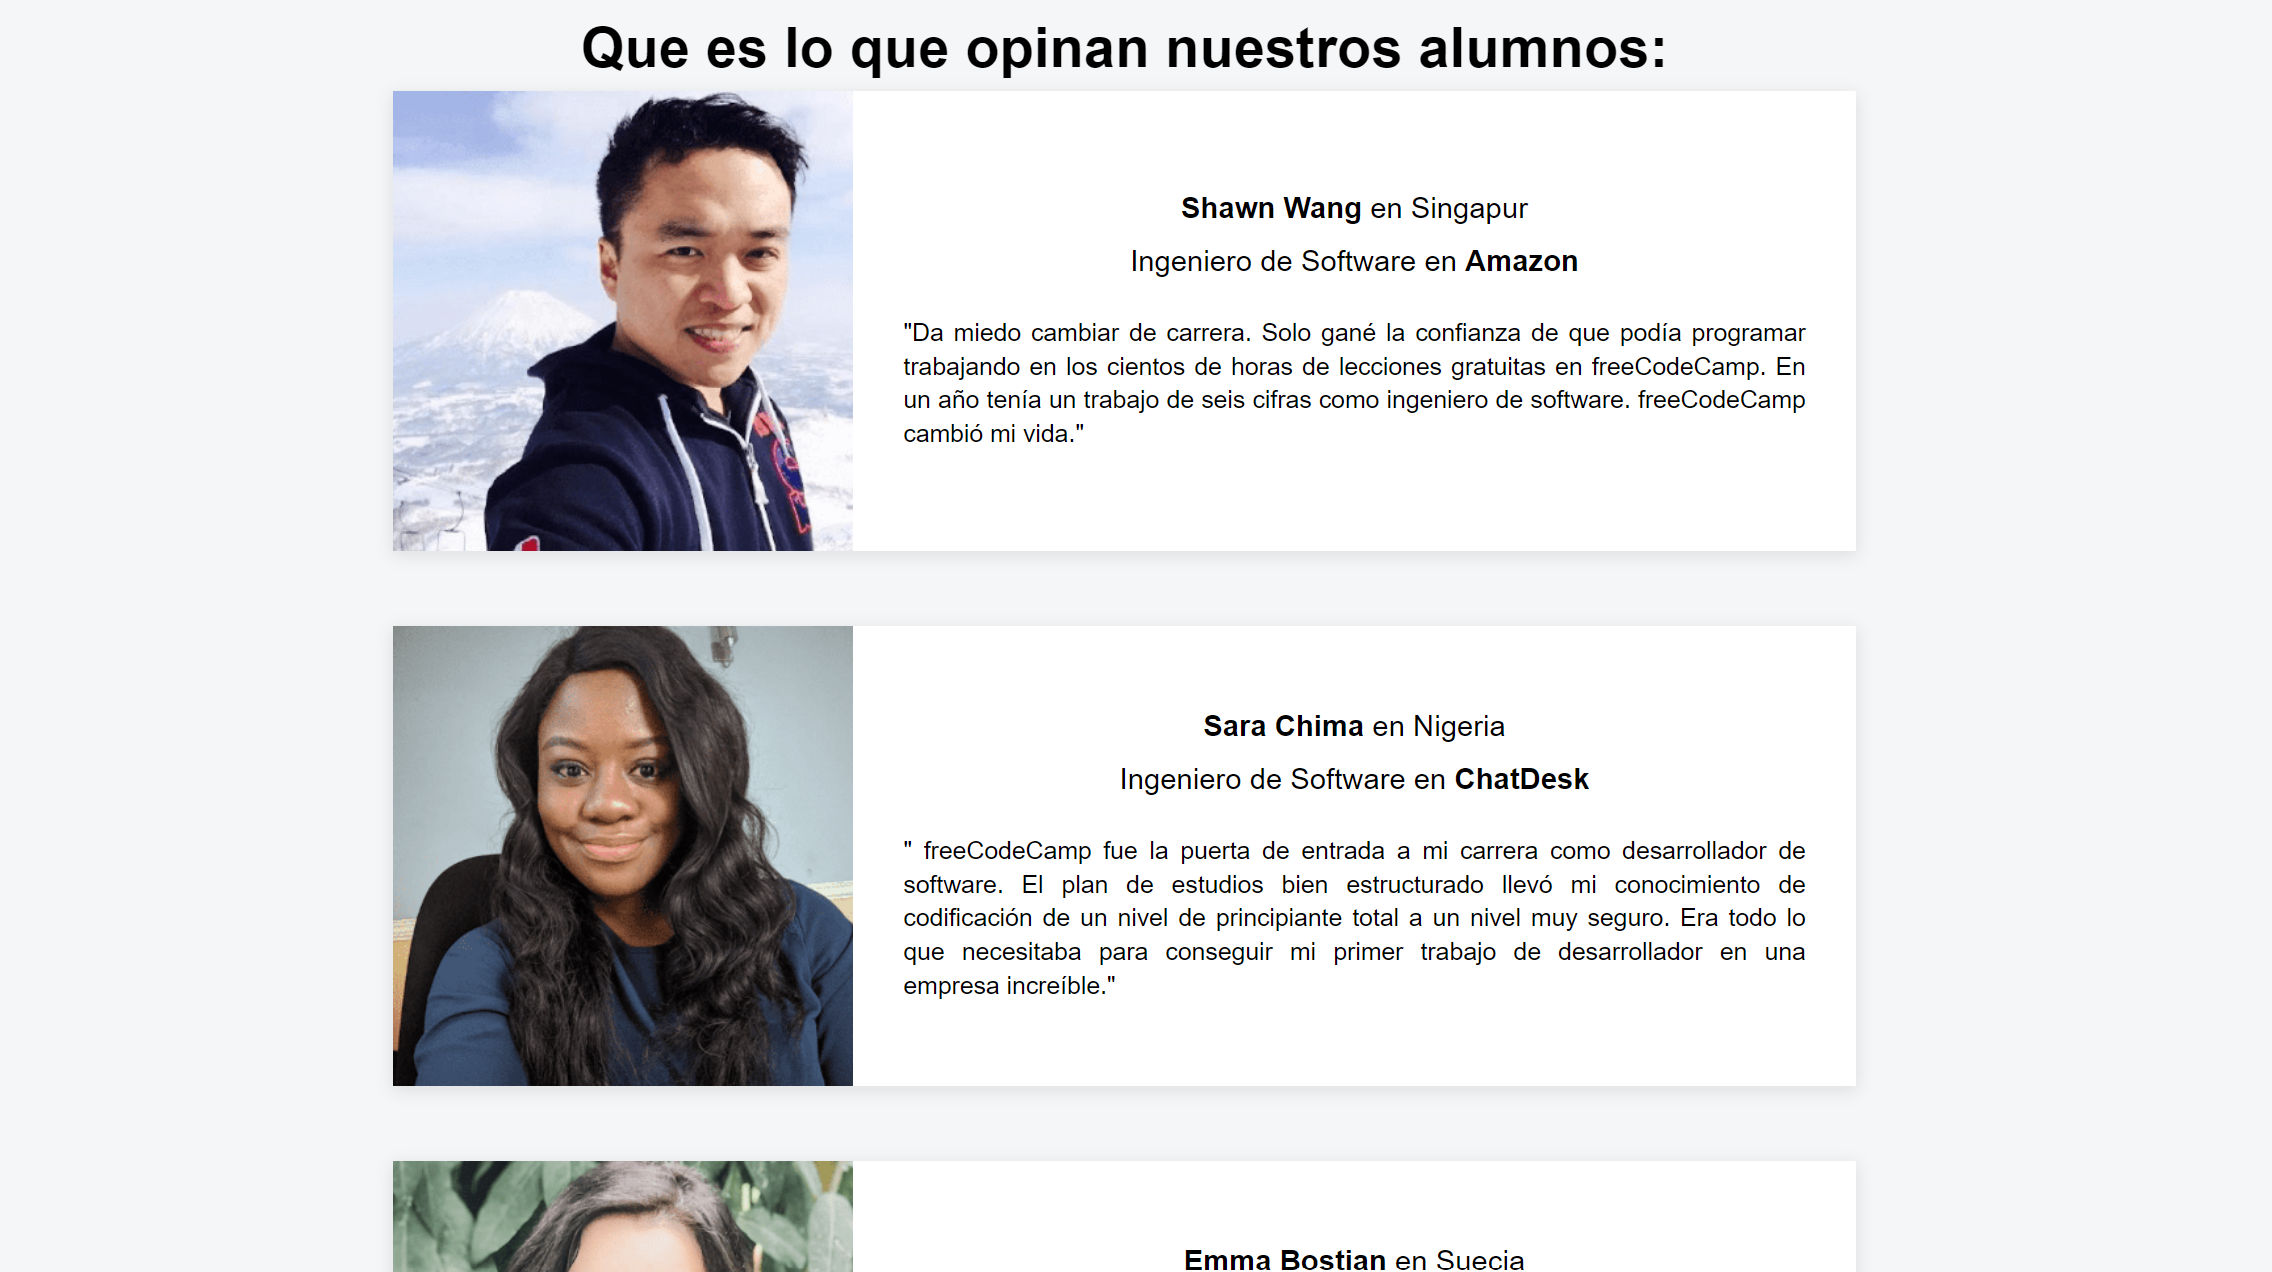 Que es lo que opinan nuestros alumnos:
Shawn Wang en Singapur
Ingeniero de Software en Amazon
"Da miedo cambiar de carrera. Solo gané la confianza de que podía programar
trabajando en los cientos de horas de lecciones gratuitas en freeCodeCamp. En
un año tenía un trabajo de seis cifras como ingeniero de software. freeCodeCamp
cambió mi vida."
Sara Chima en Nigeria
Ingeniero de Software en ChatDesk
" freeCodeCamp fue la puerta de entrada a mi carrera como desarrollador de
software. El plan de estudios bien estructurado llevó mi conocimiento de
codificación de un nivel de principiante total a un nivel muy seguro. Era todo lo
que necesitaba para conseguir mi primer trabajo de desarrollador en una
empresa increíble."
Emma Bostian en Suecia